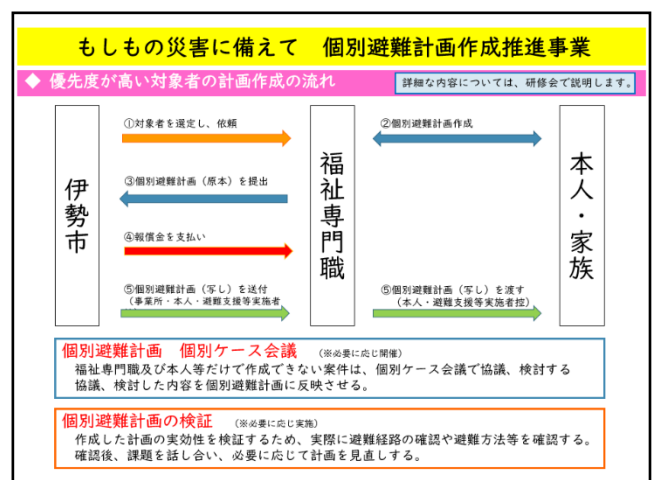 もしもの災害に備えて　個別避難計画作成推進事業
◆ 優先度が高い対象者の計画作成の流れ
詳細な内容については、研修会で説明します。
伊勢市
福祉専門職
本人・家族
①対象者を選定し、依頼
②個別避難計画作成
③個別避難計画（原本）を提出
④報償金を支払い
⑤個別避難計画（写し）を送付
（事業所・本人・避難支援等実施者
⑤個別避難計画（写し）を渡す
（本人・避難支援等実施者控）
個別避難計画　個別ケース会議　（※必要に応じ開催）
福祉専門職及び本人等だけで作成できない案件は、個別ケース会議で協議、検討する
協議、検討した内容を個別避難計画に反映させる。
個別避難計画の検証　（※必要に応じ実施）
作成した計画の実効性を検証するため、実際に避難経路の確認や避難方法等を確認する。
確認後、課題を話し合い、必要に応じて計画を見直しする。